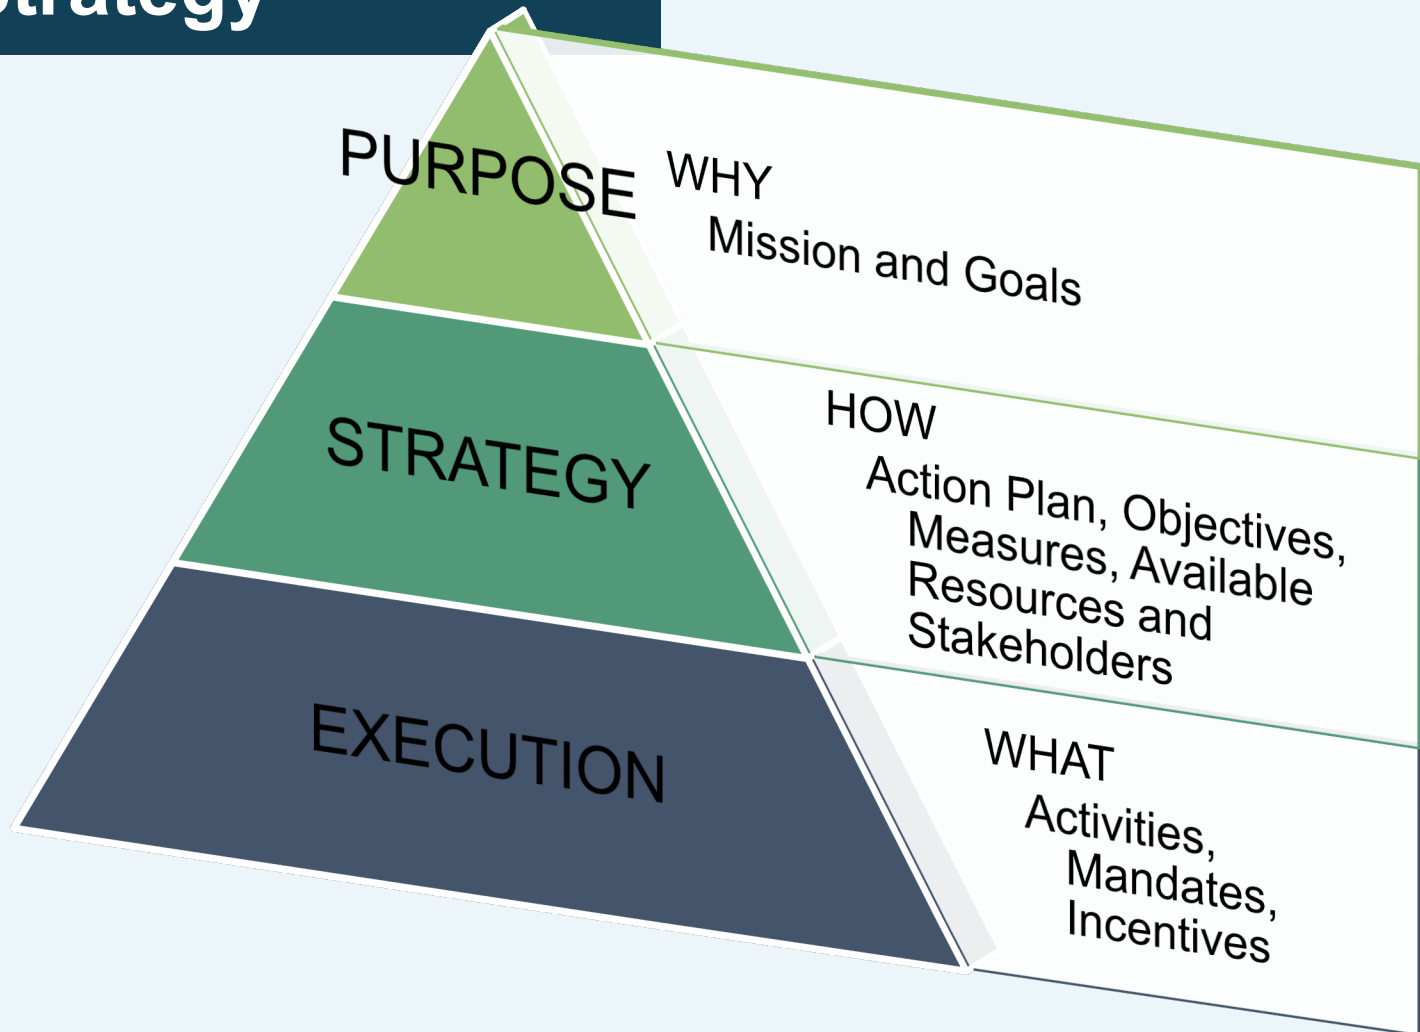 strategy
PURPOSE
WHY
Mission and Goals
STRATEGY
HOW
Action Plan, Objectives,
Measures, Available
Resources and
Stakeholders
EXECUTION
WHAT
Activities,
Mandates,
Incentives